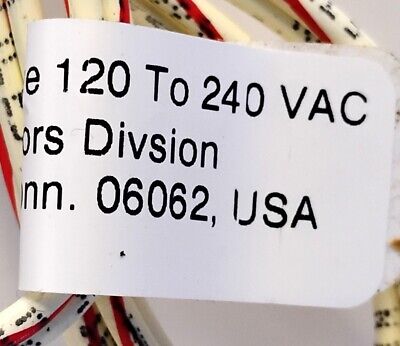 e 120 To 240 VAC
ors Divsion
nn. 06062, USA